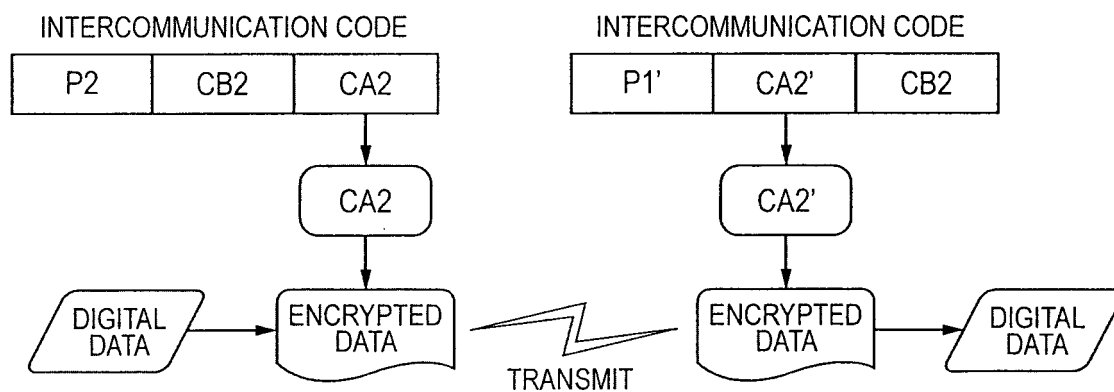 INTERCOMMUNICATION CODE
P2 CB2 CA2
CA2
DIGITAL
DATA
ENCRYPTED
DATA
TRANSMIT
INTERCOMMUNICATION CODE
P1' CA2' CB2
CA2'
ENCRYPTED
DATA
DIGITAL
DATA